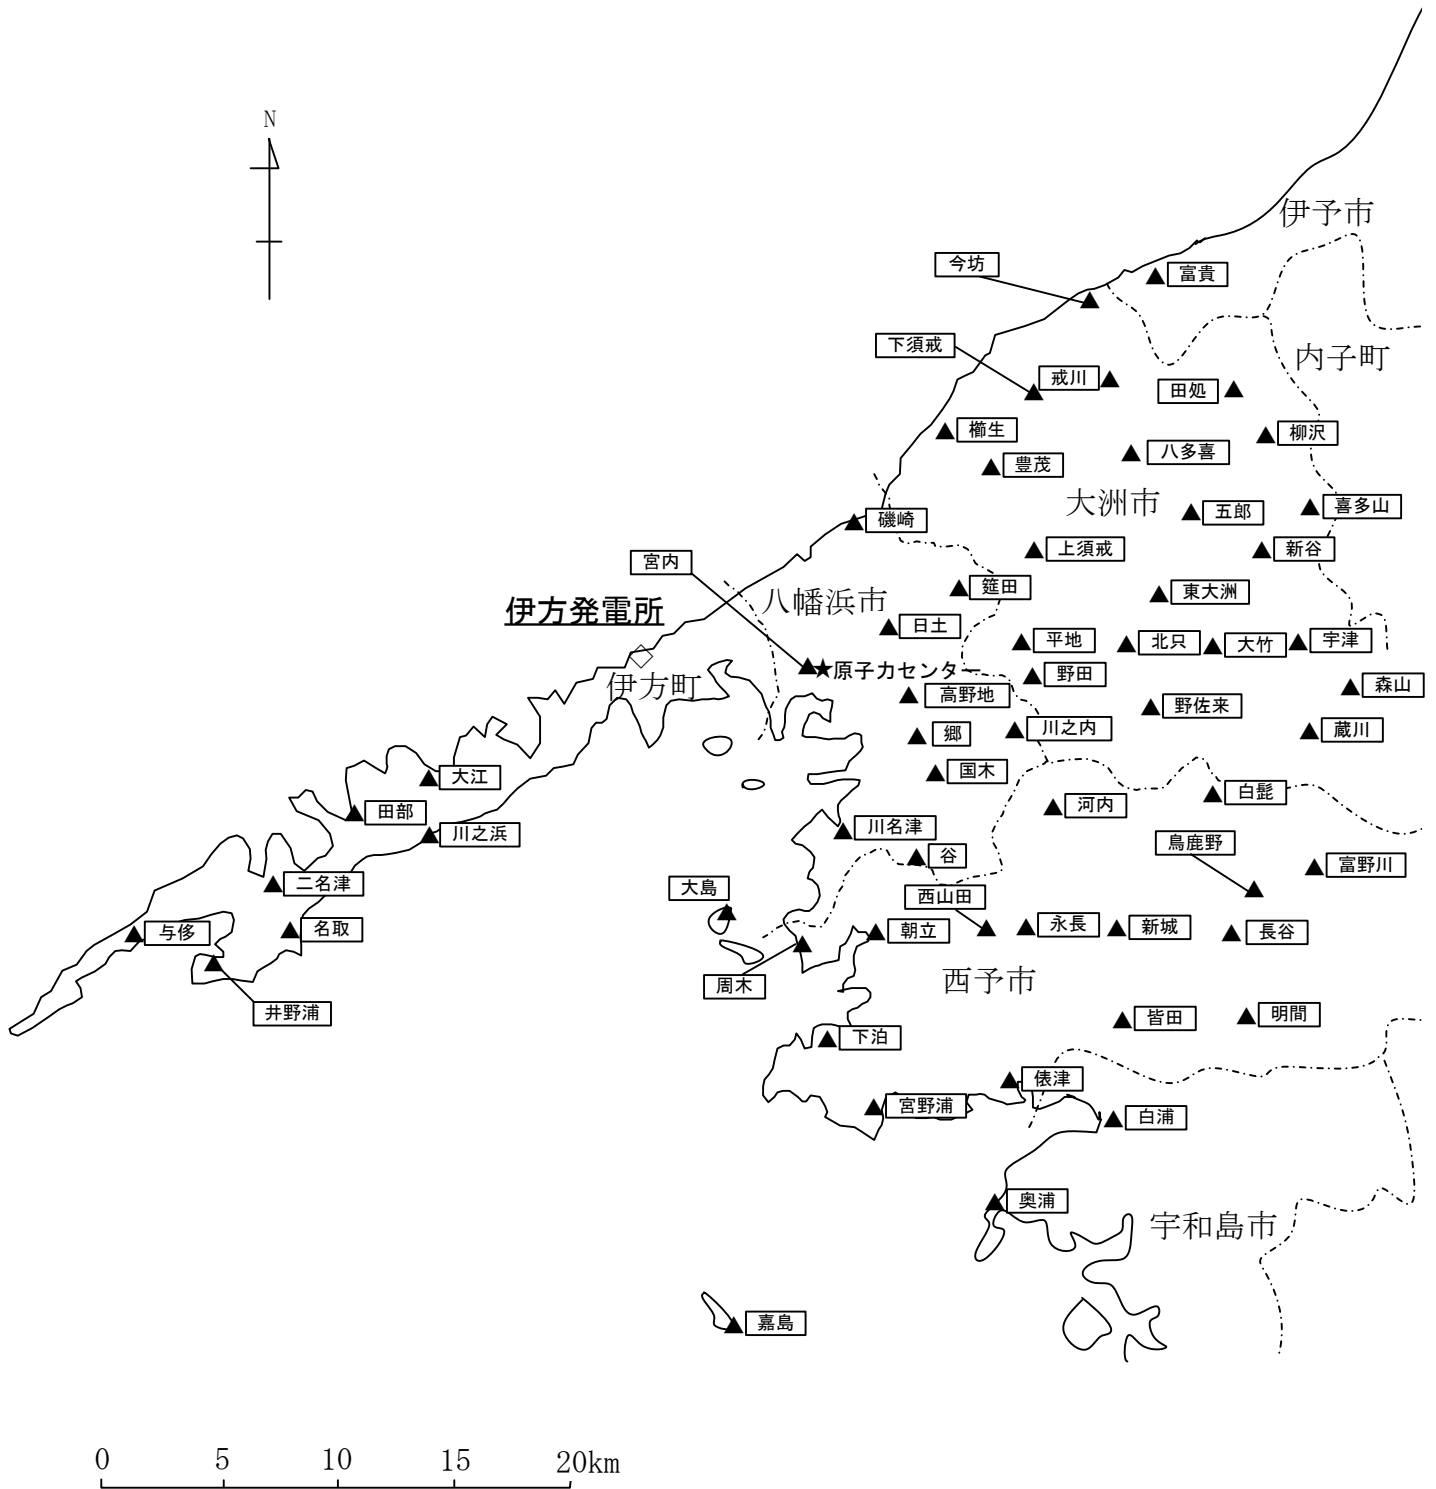 N
伊予市
今坊
富貴
下須戒
内子町
戒川
田処
櫛生
柳沢
八多喜
豊茂
大洲市
喜多山
五郎
磯崎
上須戒
新谷
宮内
筵田
東大洲
八幡浜市
伊方発電所
日土
平地
北只
大竹
宇津
★原子力センター
野田
伊方町
高野地
森山
野佐来
郷
川之内
蔵川
国木
大江
白髭
河内
田部
川名津
川之浜
鳥鹿野
谷
富野川
二名津
大島
西山田
名取
与侈
朝立
永長
新城
長谷
西予市
周木
井野浦
皆田
明間
下泊
俵津
宮野浦
白浦
奥浦
宇和島市
嘉島
0 5 10 15 20km